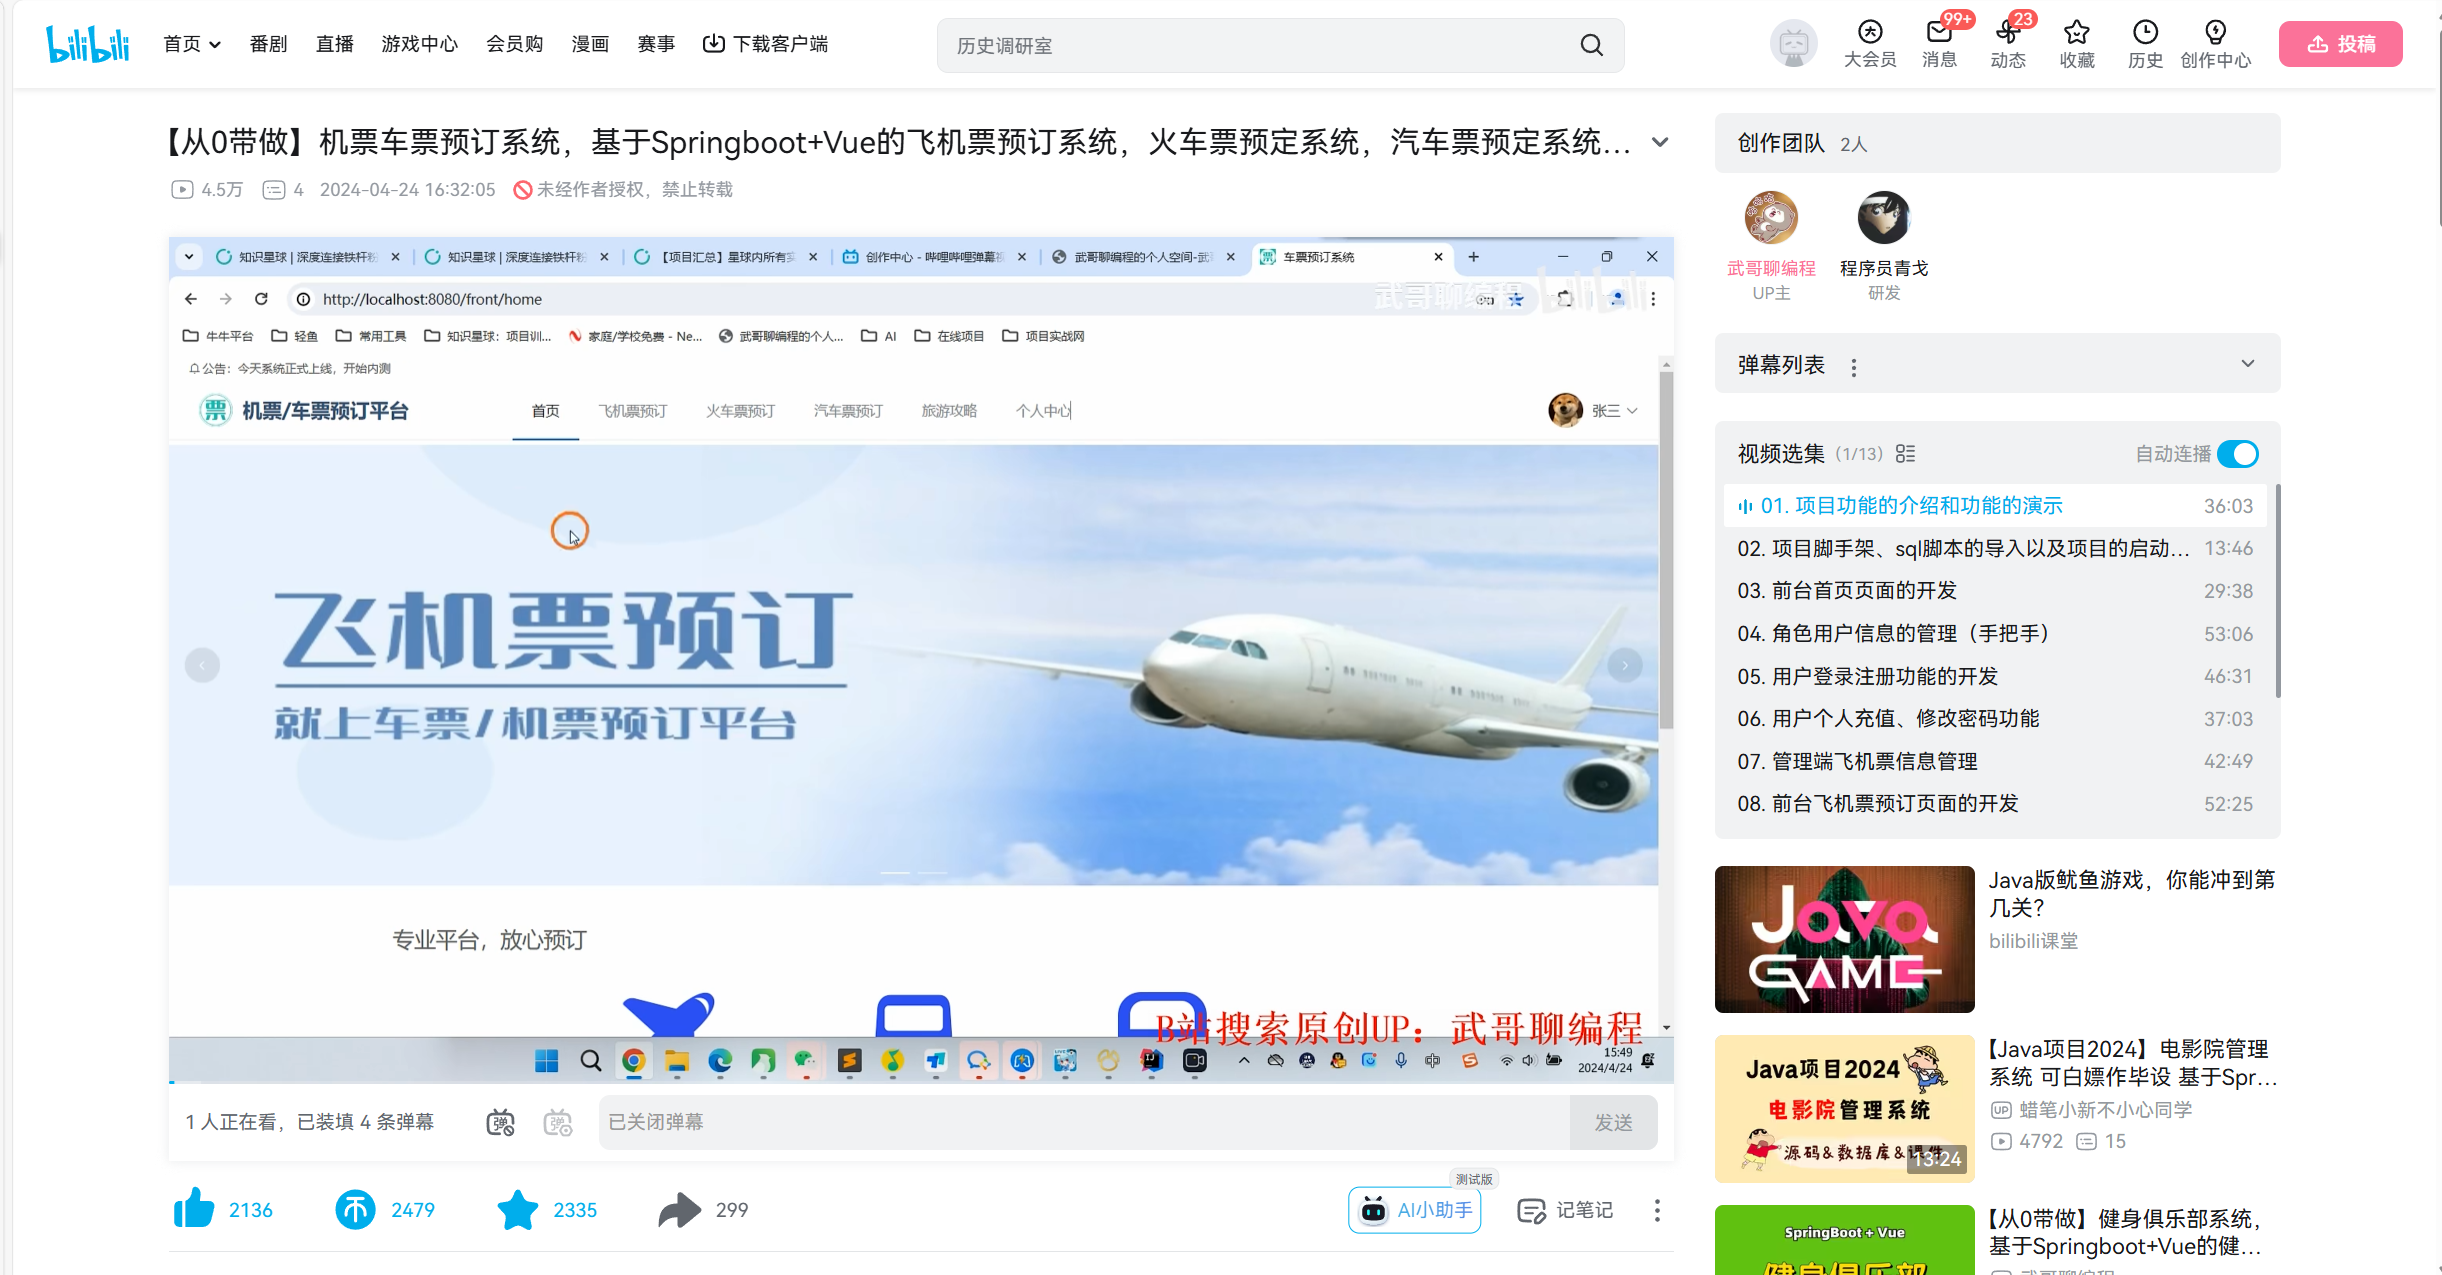 bilibili
首页
番剧
直播
游戏中心
会员购
漫画
赛事
下载客户端
历史调研室
大会员
99+
消息
23
动态
收藏
历史
创作中心
投稿
【从0带做】机票车票预订系统，基于Springboot+Vue的飞机票预订系统，火车票预定系统，汽车票预定系统…
4.5万
4
2024-04-24 16:32:05
未经作者授权，禁止转载
知识星球 | 深度连接铁杆粉
知识星球 | 深度连接铁杆粉
【项目汇总】星球内所有实
创作中心 - 哔哩哔哩弹幕视
武哥聊编程的个人空间-武哥
车票预订系统
http://localhost:8080/front/home
武哥聊编程 bilibili
牛牛平台
轻鱼
常用工具
知识星球：项目训...
家庭/学校免费 - Ne...
武哥聊编程的个人...
AI
在线项目
项目实战网
公告：今天系统正式上线，开始内测
票
机票/车票预订平台
首页
飞机票预订
火车票预订
汽车票预订
旅游攻略
个人中心
张三
飞机票预订
就上车票/机票预订平台
专业平台，放心预订
B站搜索原创UP：武哥聊编程
15:49
2024/4/24
1 人正在看，已装填 4 条弹幕
弹
弹
已关闭弹幕
发送
2136
2479
2335
299
测试版
AI小助手
记笔记
创作团队 2人
武哥聊编程
UP主
程序员青戈
研发
弹幕列表
视频选集 (1/13)
自动连播
01. 项目功能的介绍和功能的演示 36:03
02. 项目脚手架、sql脚本的导入以及项目的启动... 13:46
03. 前台首页页面的开发 29:38
04. 角色用户信息的管理（手把手） 53:06
05. 用户登录注册功能的开发 46:31
06. 用户个人充值、修改密码功能 37:03
07. 管理端飞机票信息管理 42:49
08. 前台飞机票预订页面的开发 52:25
Java
GAME
Java版鱿鱼游戏，你能冲到第
几关？
bilibili课堂
Java项目2024
电影院管理系统
源码&数据库&课件
13:24
【Java项目2024】电影院管理
系统 可白嫖作毕设 基于Spr...
UP 蜡笔小新不小心同学
4792
15
SpringBoot + Vue
健身俱乐部
【从0带做】健身俱乐部系统，
基于Springboot+Vue的健...